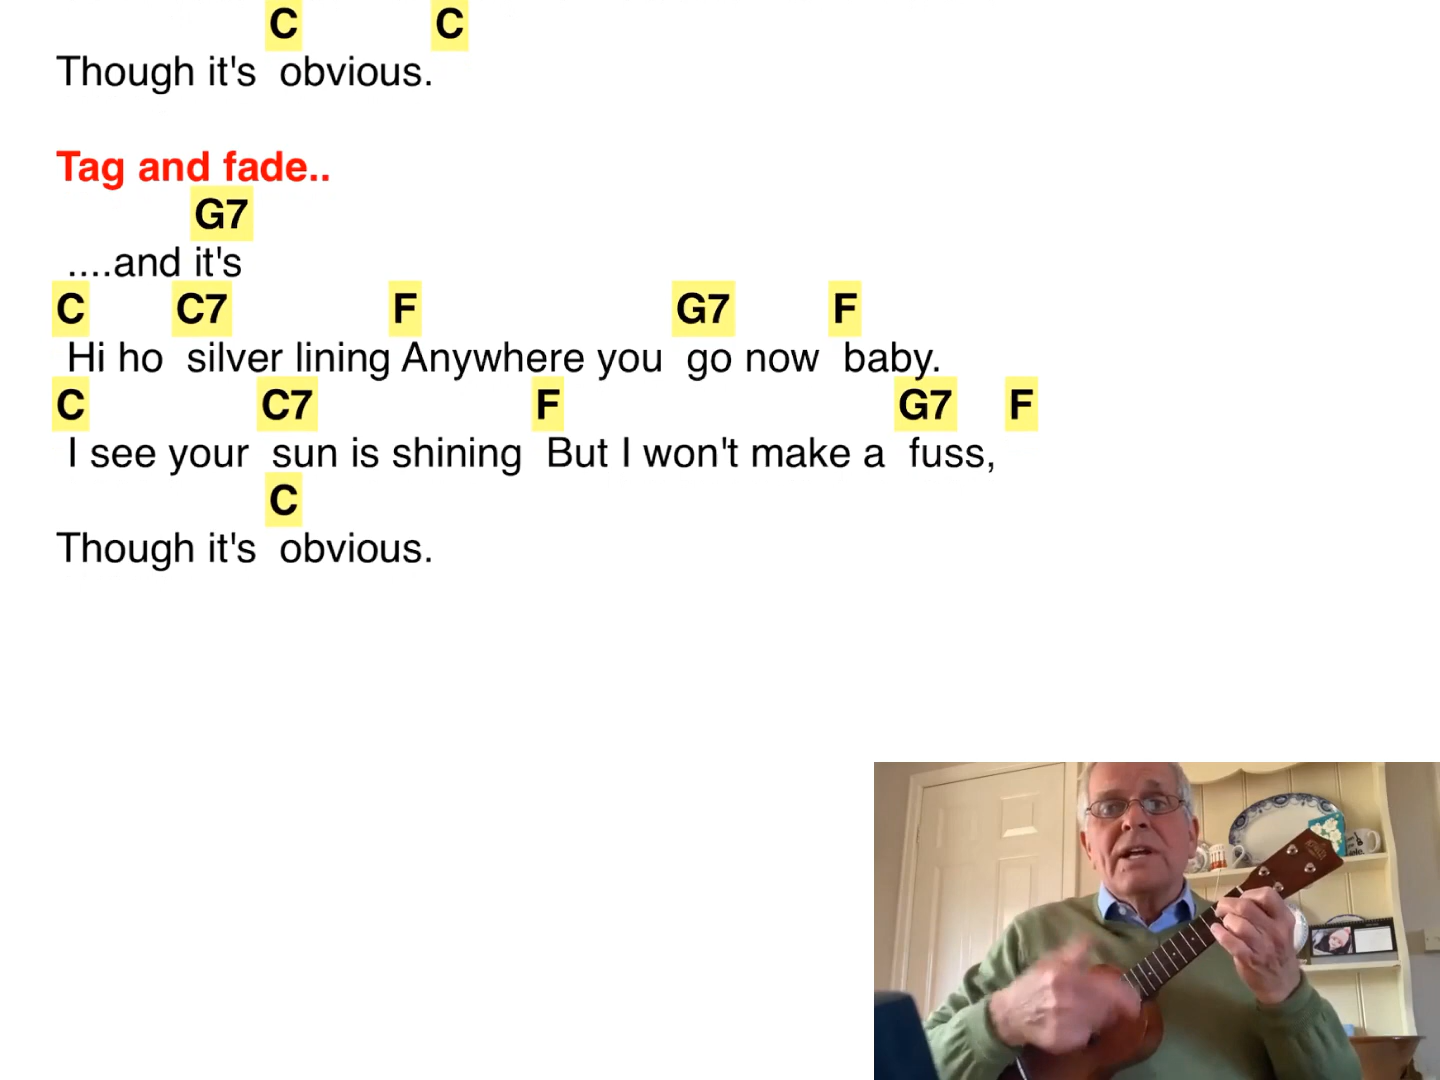 C C
Though it's obvious.
Tag and fade..
G7
....and it's
C C7 F G7 F
Hi ho silver lining Anywhere you go now baby.
C C7 F G7 F
I see your sun is shining But I won't make a fuss,
C
Though it's obvious.